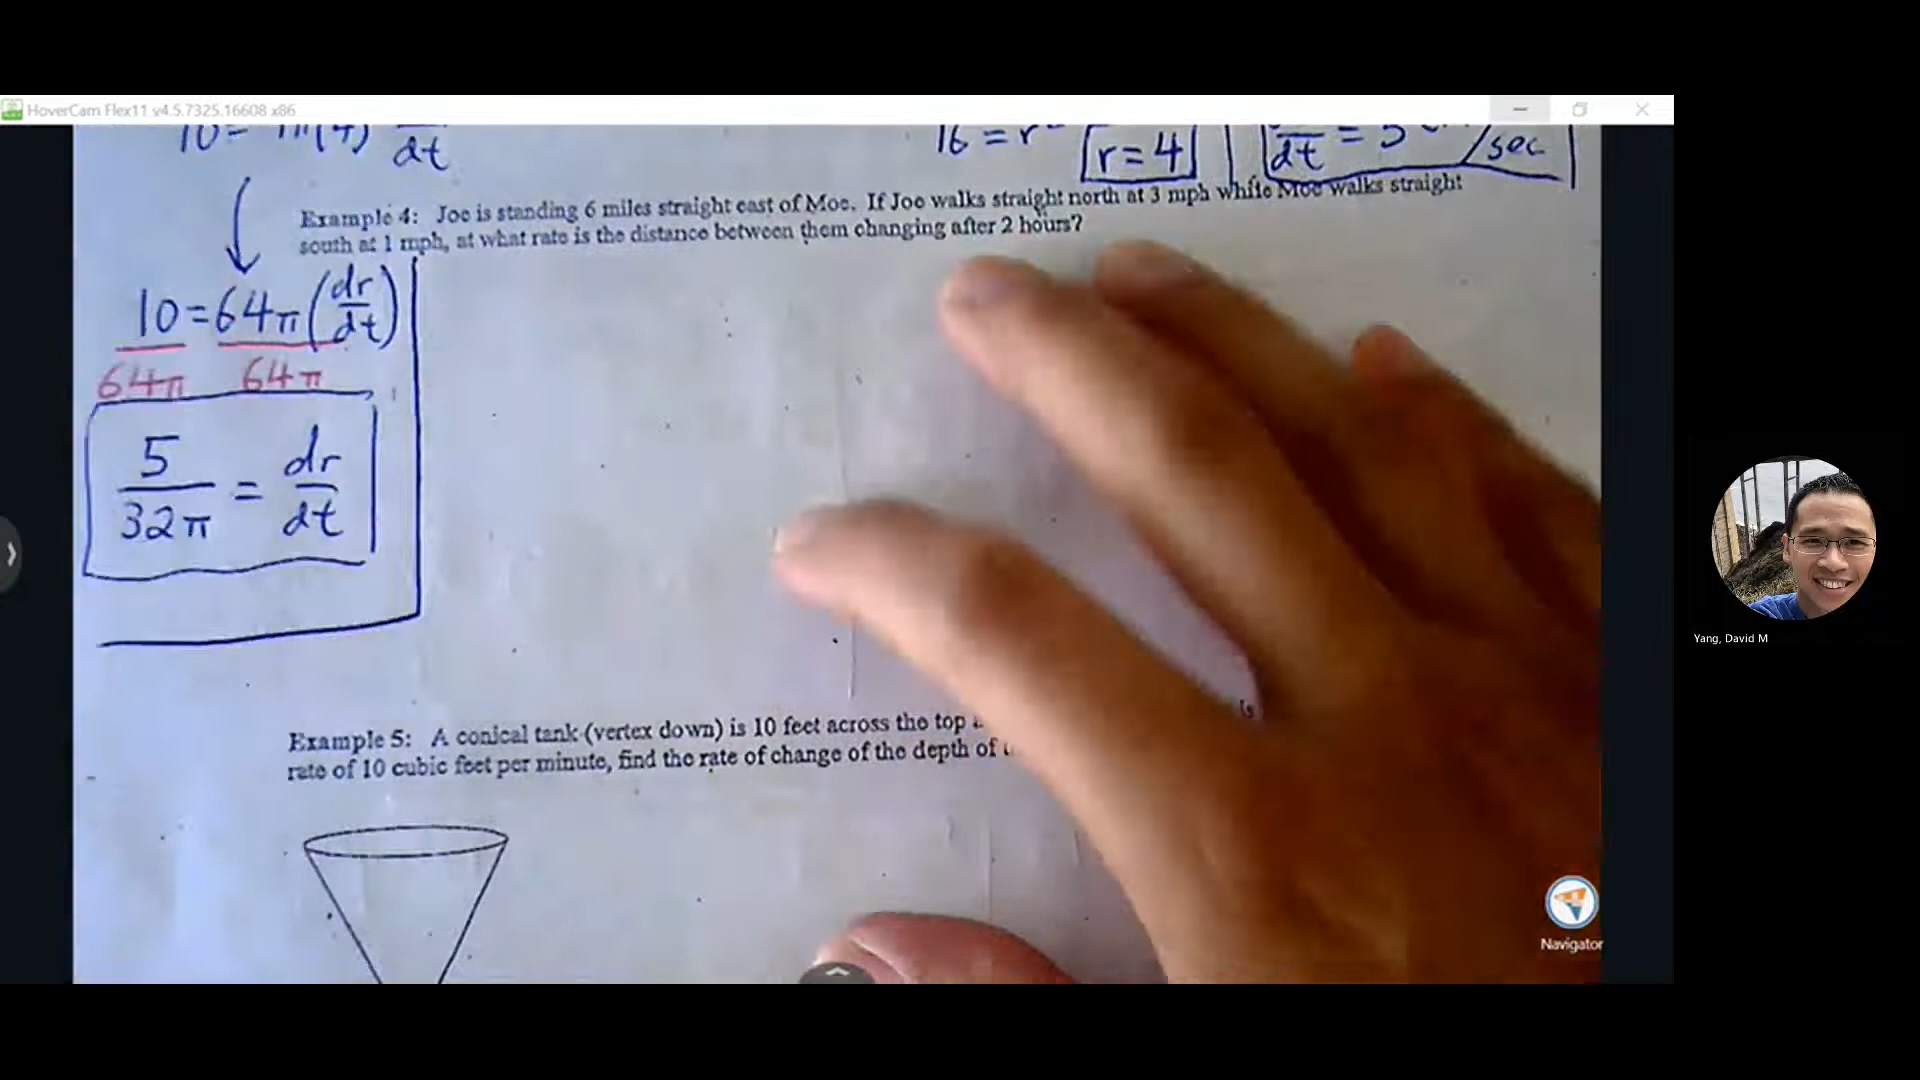 HoverCam Flex11 v4.5.7325.16608 x86
dt
16 = r
r = 4
dt = 5 /sec
Example 4: Joe is standing 6 miles straight east of Moe. If Joe walks straight north at 3 mph while Moe walks straight
south at 1 mph, at what rate is the distance between them changing after 2 hours?
10 = 64π (dr/dt)
64π 64π
5/32π = dr/dt
Example 5: A conical tank (vertex down) is 10 feet across the top
rate of 10 cubic feet per minute, find the rate of change of the depth of
Navigator
Yang, David M